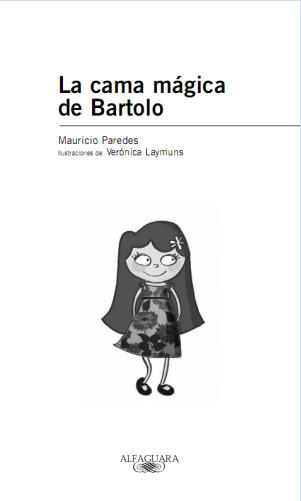 La cama mágica
de Bartolo
Mauricio Paredes
Ilustraciones de Verónica Laymuns
ALFAGUARA